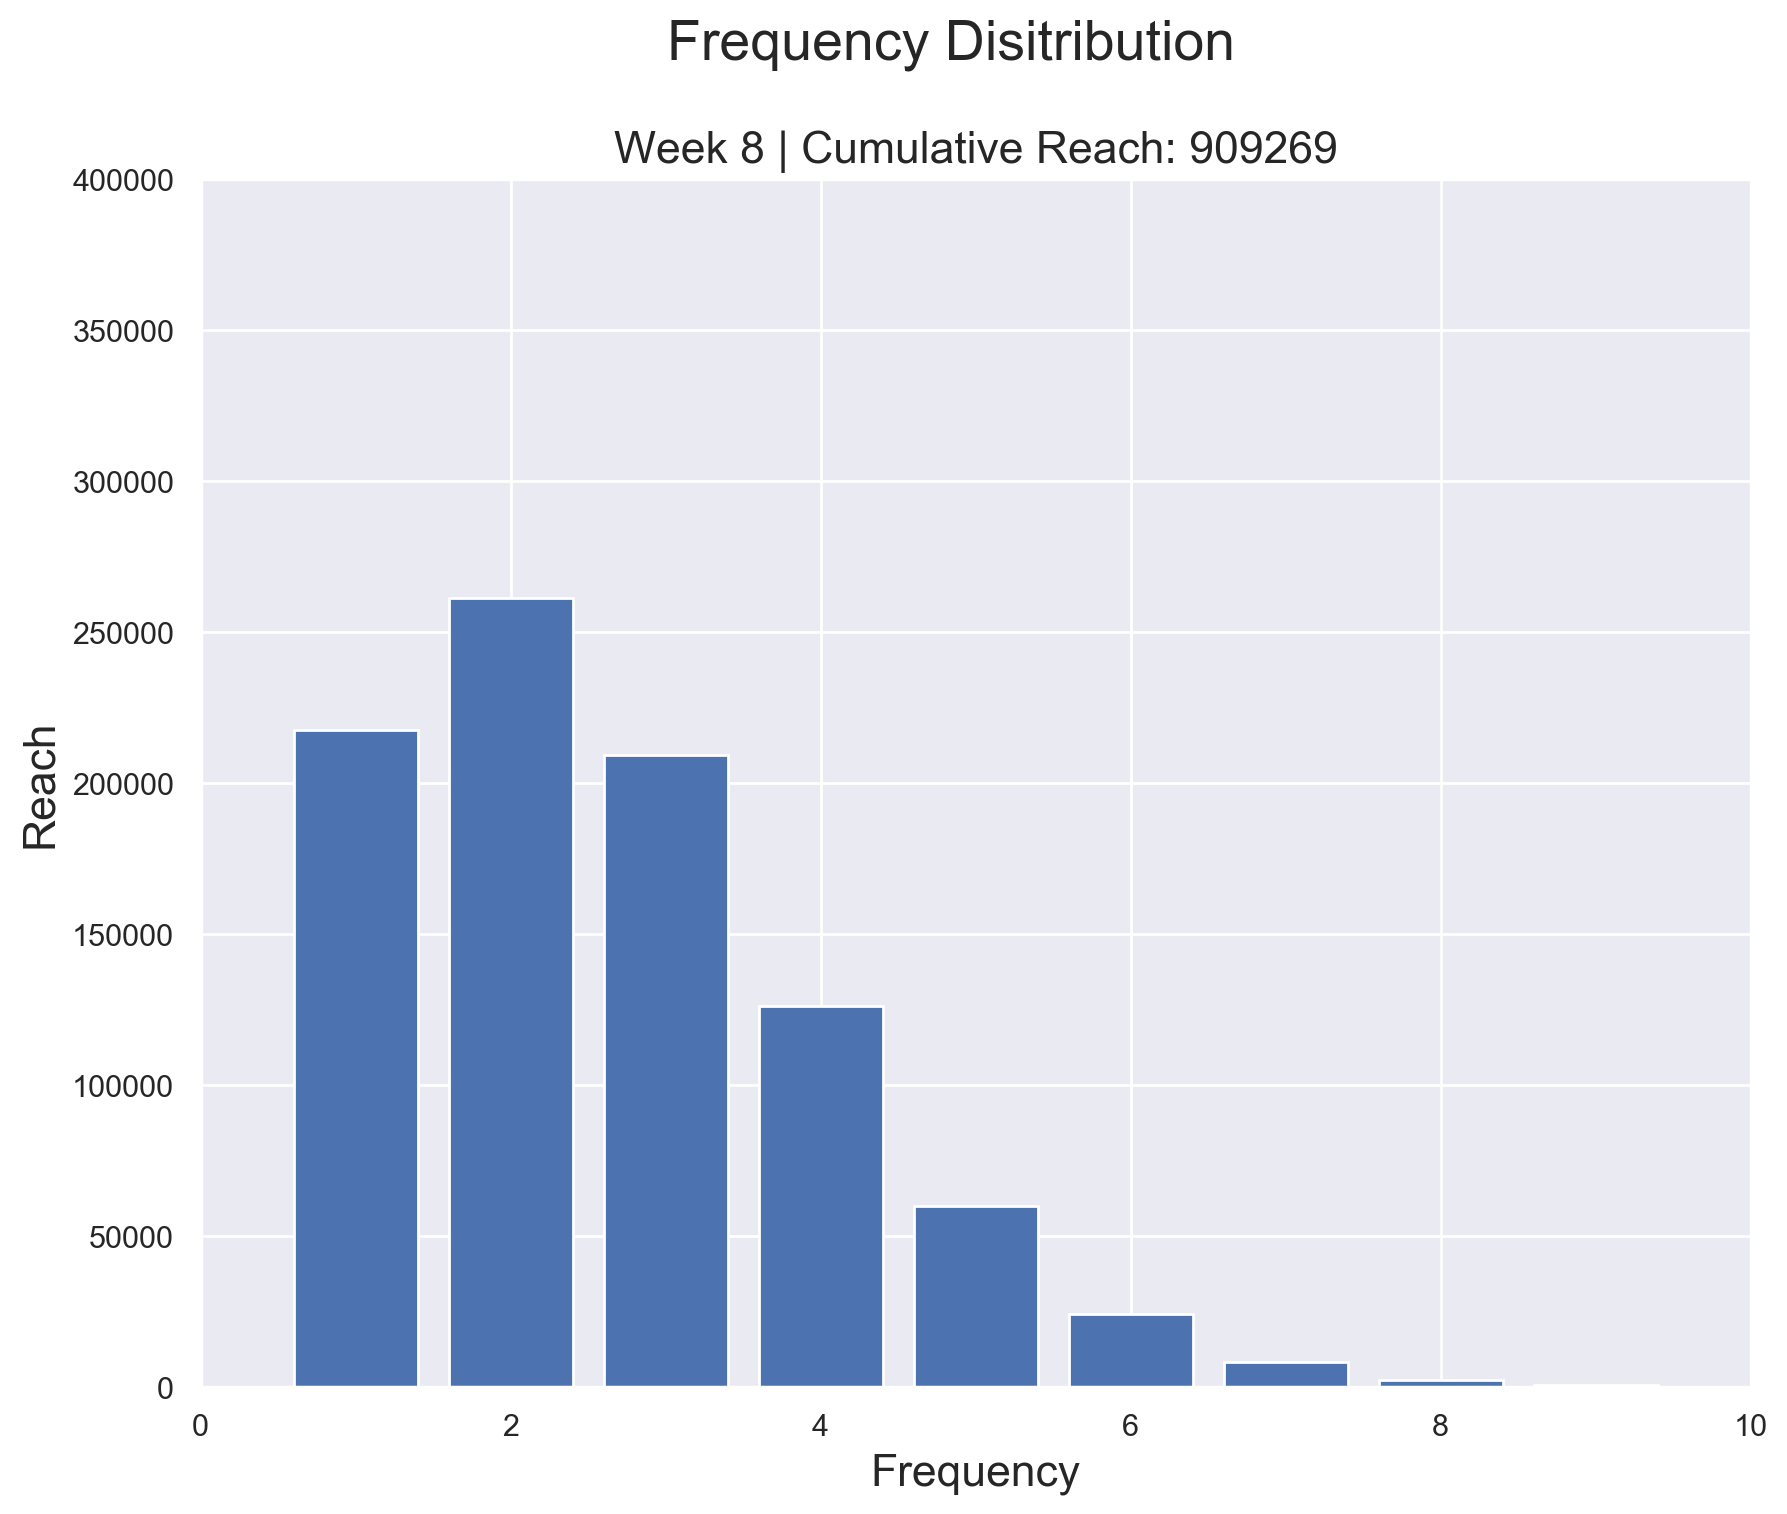 Frequency Disitribution
Week 8 | Cumulative Reach: 909269
400000
350000
300000
250000
200000
150000
100000
50000
0
Reach
0 2 4 6 8 10
Frequency